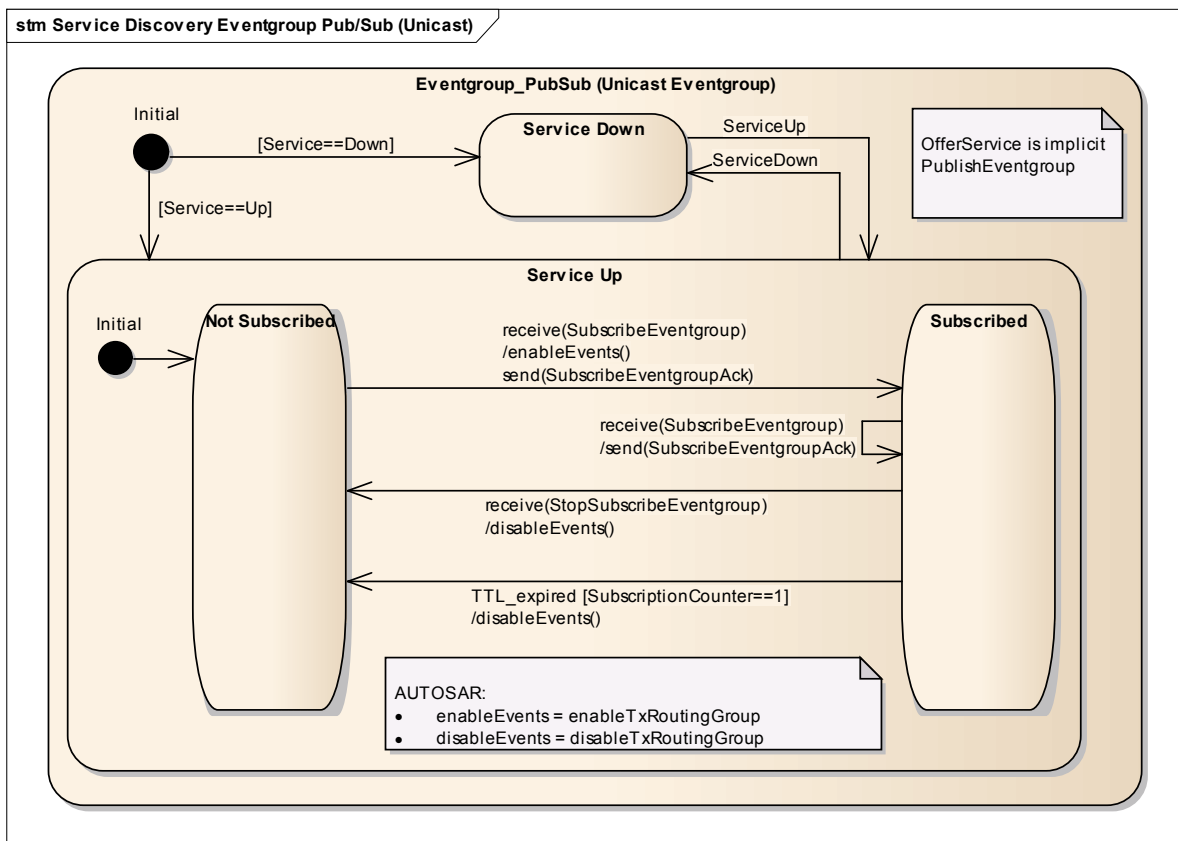 stm Service Discovery Eventgroup Pub/Sub (Unicast)
Eventgroup_PubSub (Unicast Eventgroup)
Initial
[Service==Down]
Service Down
ServiceUp
ServiceDown
OfferService is implicit
PublishEventgroup
[Service==Up]
Service Up
Initial
Not Subscribed
receive(SubscribeEventgroup)
/enableEvents()
send(SubscribeEventgroupAck)
Subscribed
receive(SubscribeEventgroup)
/send(SubscribeEventgroupAck)
receive(StopSubscribeEventgroup)
/disableEvents()
TTL_expired [SubscriptionCounter==1]
/disableEvents()
AUTOSAR:
• enableEvents = enableTxRoutingGroup
• disableEvents = disableTxRoutingGroup